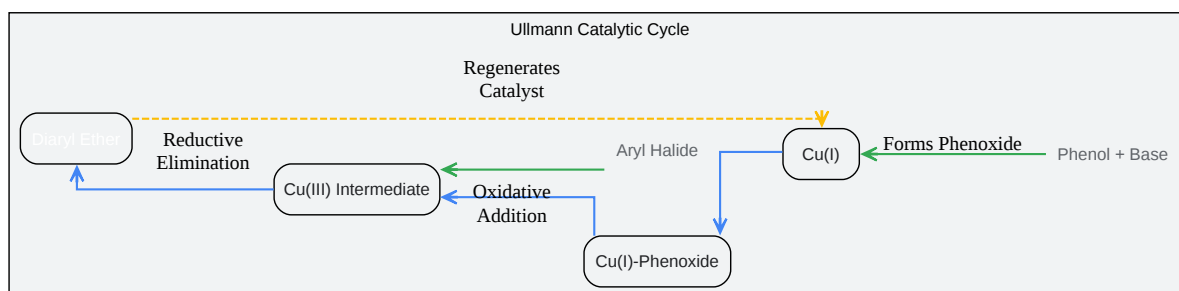 Ullmann Catalytic Cycle
Regenerates
Catalyst
Diaryl Ether
Reductive
Elimination
Aryl Halide
Cu(I)
Forms Phenoxide
Phenol + Base
Cu(III) Intermediate
Oxidative
Addition
Cu(I)-Phenoxide